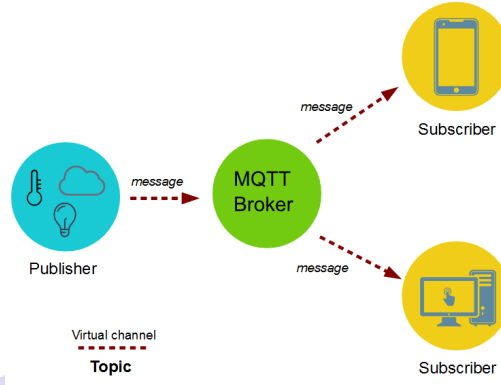 message
Subscriber
message
MQTT
Broker
Publisher
message
Subscriber
Virtual channel
Topic